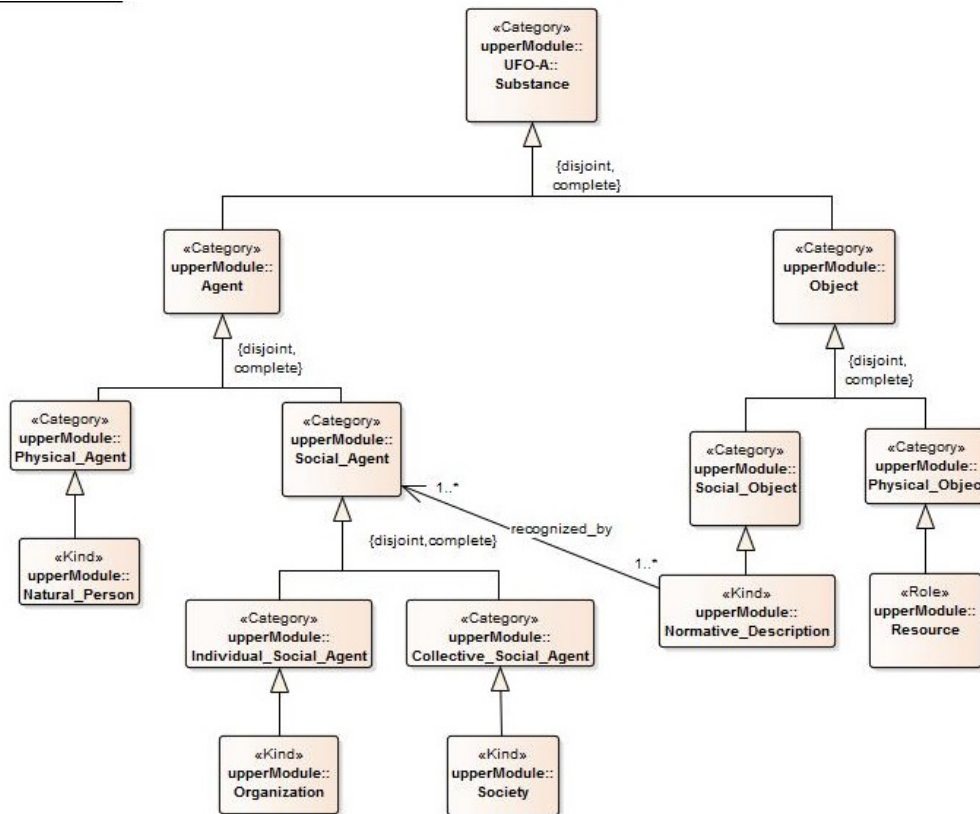 «Category»
upperModule::
UFO-A::
Substance
{disjoint,
complete}
«Category»
upperModule::
Agent
«Category»
upperModule::
Object
{disjoint,
complete}
{disjoint,
complete}
«Category»
upperModule::
Physical_Agent
«Category»
upperModule::
Social_Agent
«Category»
upperModule::
Social_Object
«Category»
upperModule::
Physical_Object
1..*
recognized_by
1..*
{disjoint,complete}
«Kind»
upperModule::
Natural_Person
«Kind»
upperModule::
Normative_Description
«Role»
upperModule::
Resource
«Category»
upperModule::
Individual_Social_Agent
«Category»
upperModule::
Collective_Social_Agent
«Kind»
upperModule::
Organization
«Kind»
upperModule::
Society